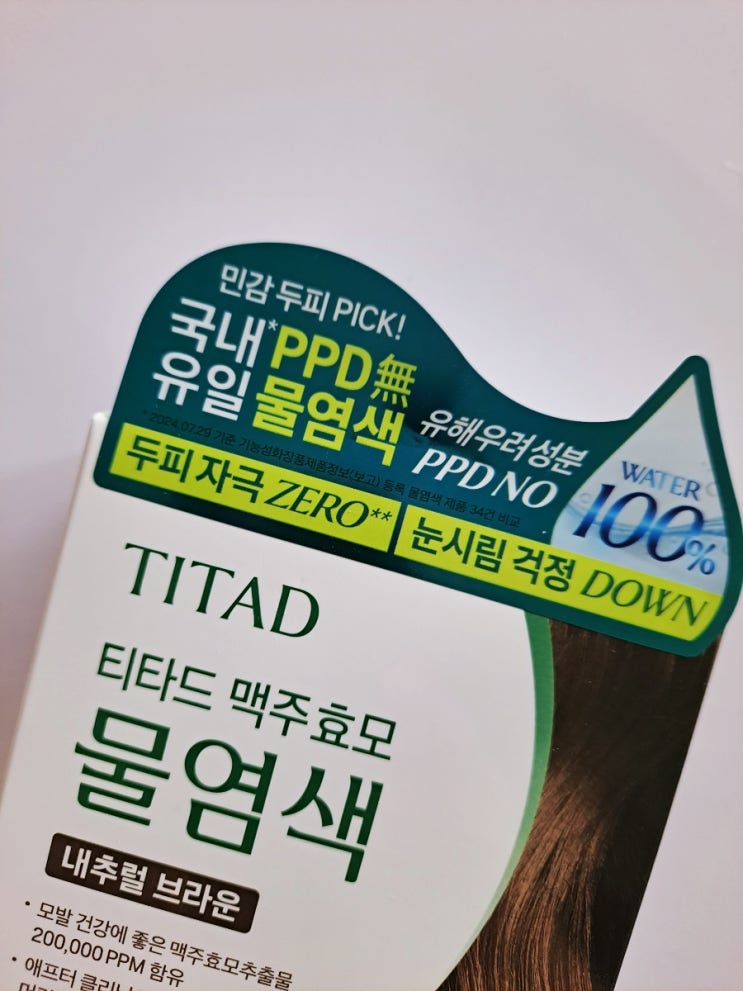 민감 두피 PICK!
국내* PPD無
유일 물염색
* 2024.07.29 기준 기능성화장품제품정보(보고) 등록 물염색 제품 34건 비교
유해우려성분
PPD NO
WATER
100%
두피 자극 ZERO**
눈시림 걱정 DOWN
TITAD
티타드 맥주효모
물염색
내추럴 브라운
• 모발 건강에 좋은 맥주효모추출물
200,000 PPM 함유
• 애프터